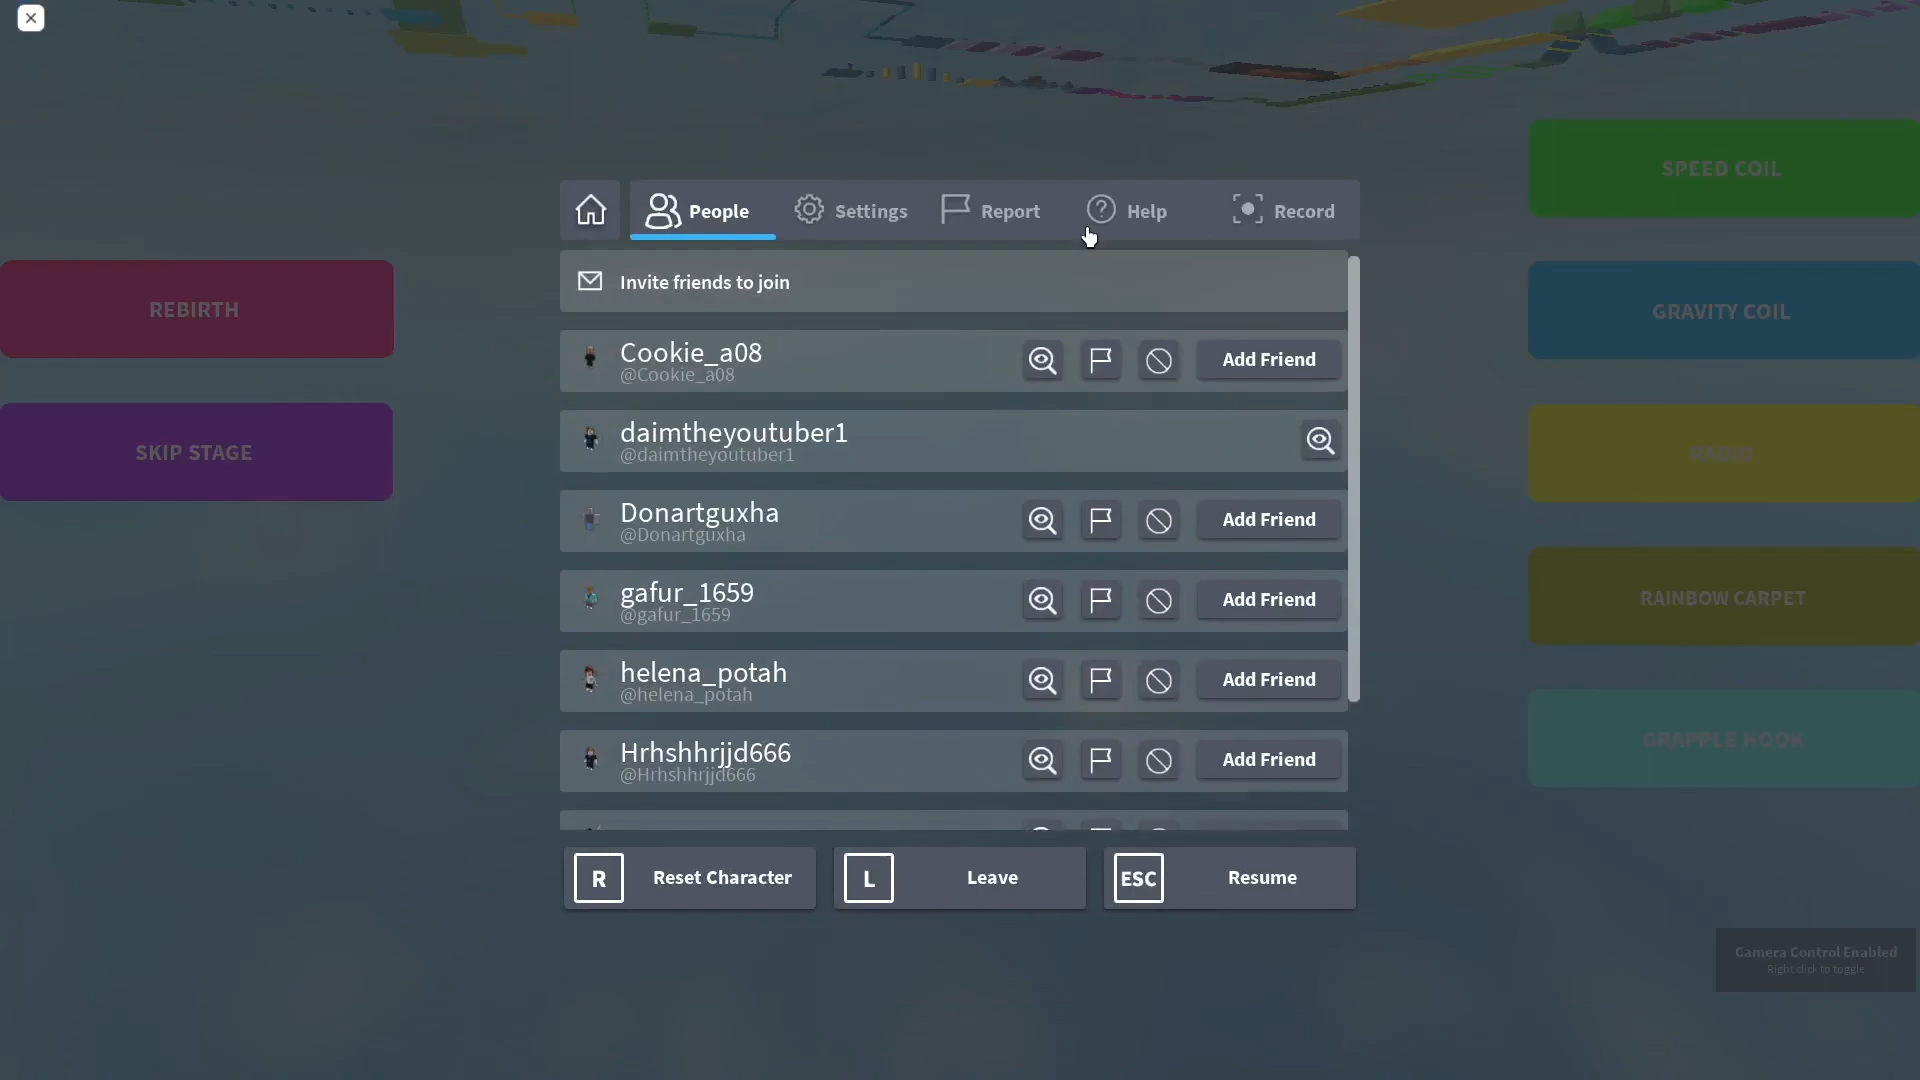 People
Settings
Report
Help
Record
Invite friends to join
Cookie_a08
@Cookie_a08
Add Friend
daimtheyoutuber1
@daimtheyoutuber1
Donartguxha
@Donartguxha
Add Friend
gafur_1659
@gafur_1659
Add Friend
helena_potah
@helena_potah
Add Friend
Hrhshhrjjd666
@Hrhshhrjjd666
Add Friend
R Reset Character
L Leave
ESC Resume
REBIRTH
SKIP STAGE
SPEED COIL
GRAVITY COIL
RADIO
RAINBOW CARPET
GRAPPLE HOOK
Camera Control Enabled
Right click to toggle